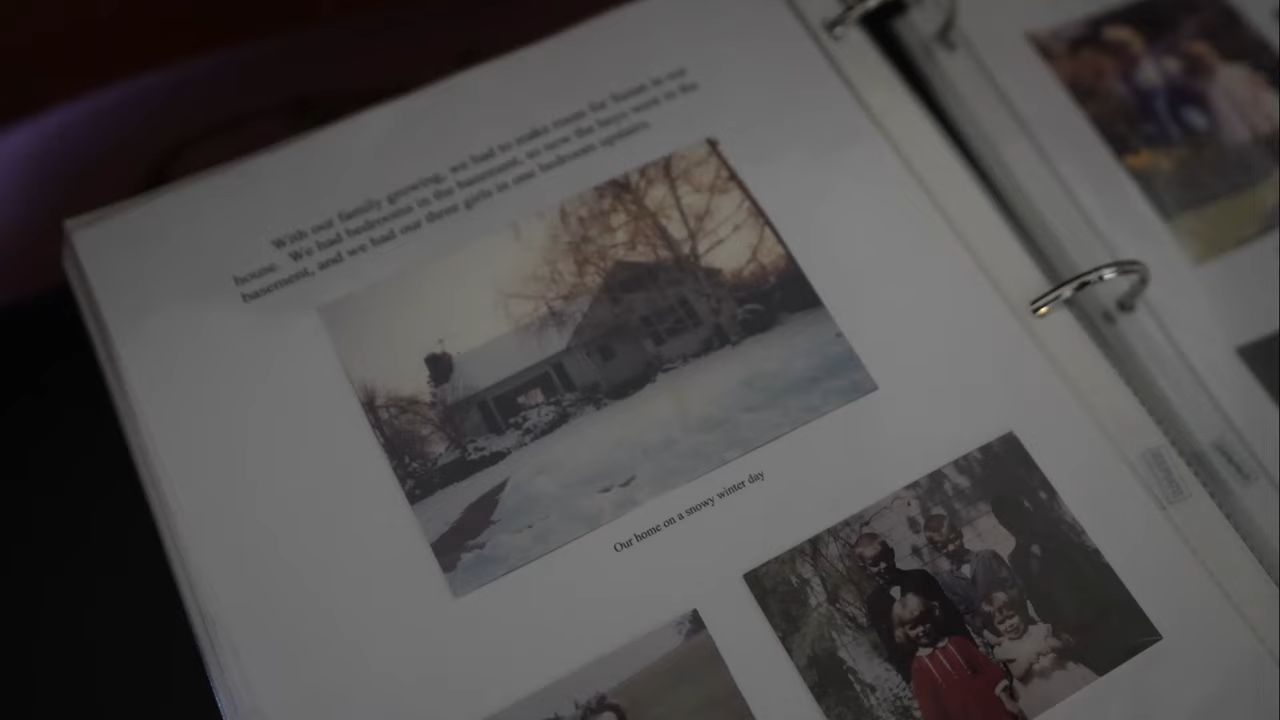 With our family growing, we had to make room for Susan in our
house. We had bedrooms in the basement, so now the boys were in the
basement, and we had our three girls in one bedroom upstairs.
Our home on a snowy winter day